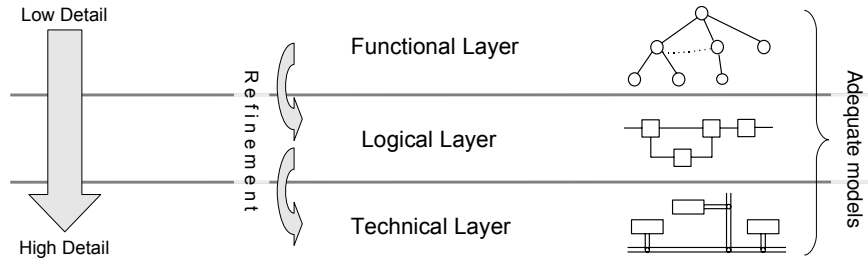 Low Detail
Functional Layer
Refinement
Logical Layer
Adequate models
Technical Layer
High Detail